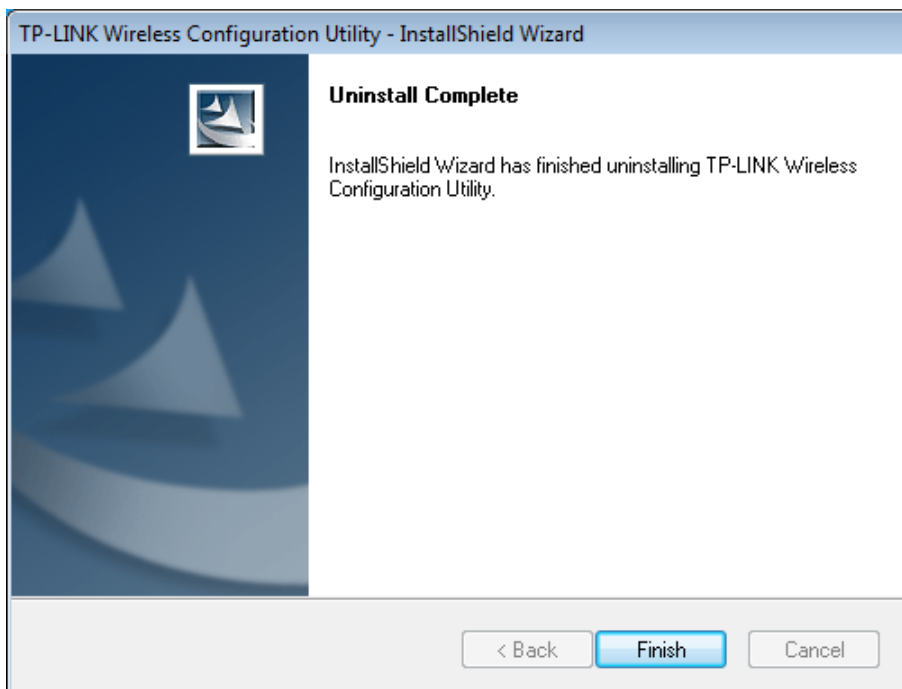 TP-LINK Wireless Configuration Utility - InstallShield Wizard
Uninstall Complete
InstallShield Wizard has finished uninstalling TP-LINK Wireless
Configuration Utility.
< Back Finish Cancel